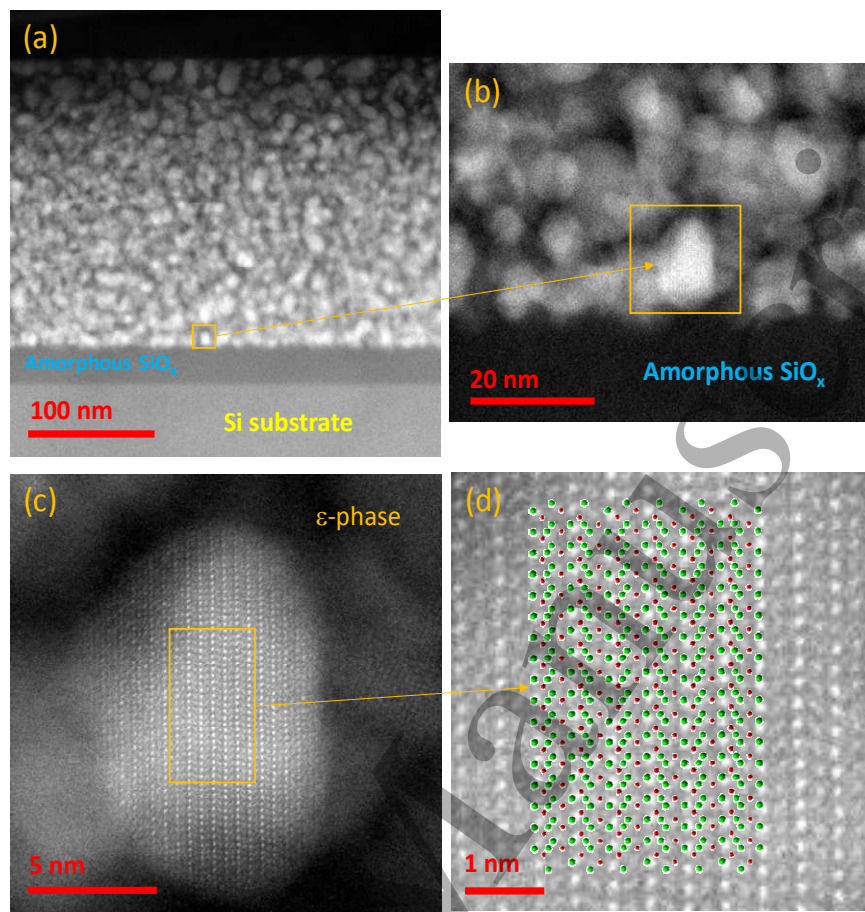 (a)
(b)
Amorphous SiOₓ
100 nm
Si substrate
20 nm
Amorphous SiOₓ
(c)
ε-phase
(d)
5 nm
1 nm